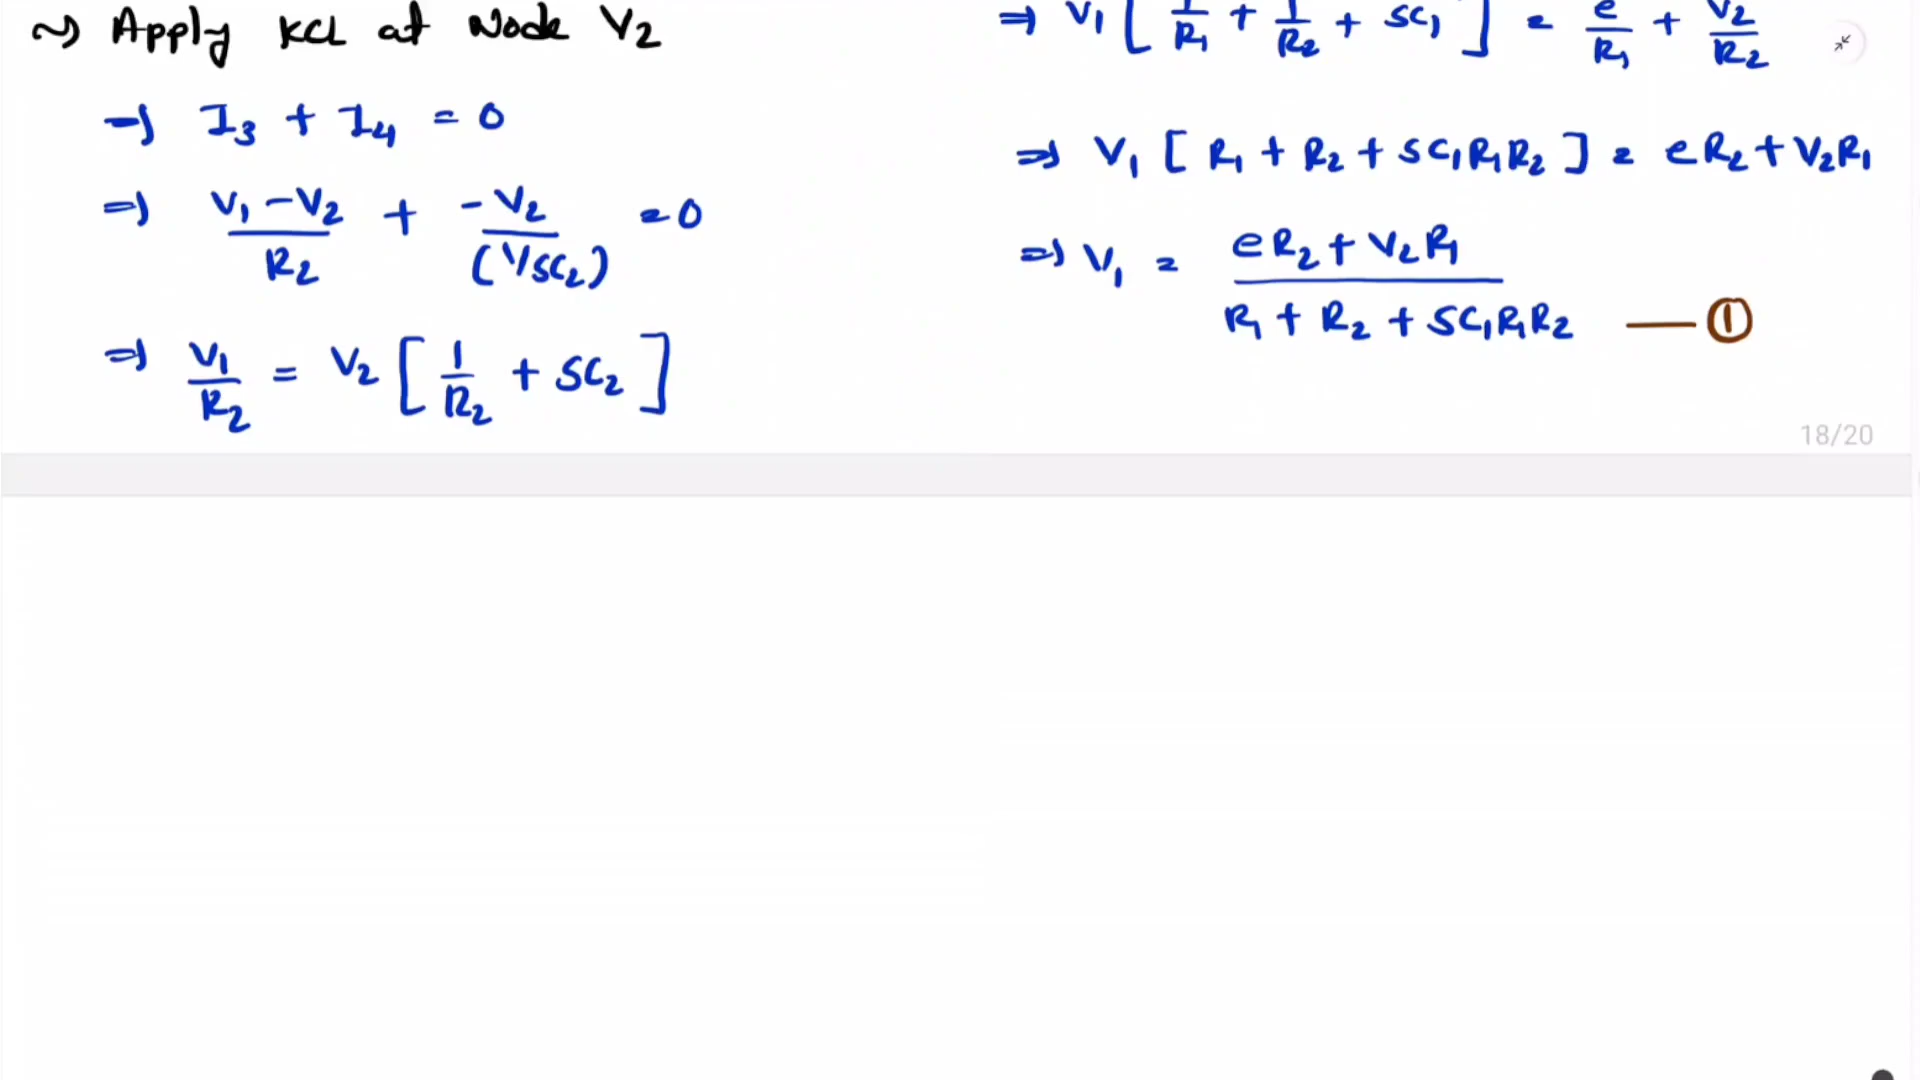 ~) Apply KCL at Node V2
=> I3 + I4 = 0
=> (V1 - V2)/R2 + (-V2)/(1/SC2) = 0
=> V1/R2 = V2 [ 1/R2 + SC2 ]
=> V1 [ 1/R1 + 1/R2 + SC1 ] = e/R1 + V2/R2
=> V1 [ R1 + R2 + SC1R1R2 ] = eR2 + V2R1
=> V1 = (eR2 + V2R1)/(R1 + R2 + SC1R1R2) — ①
18/20